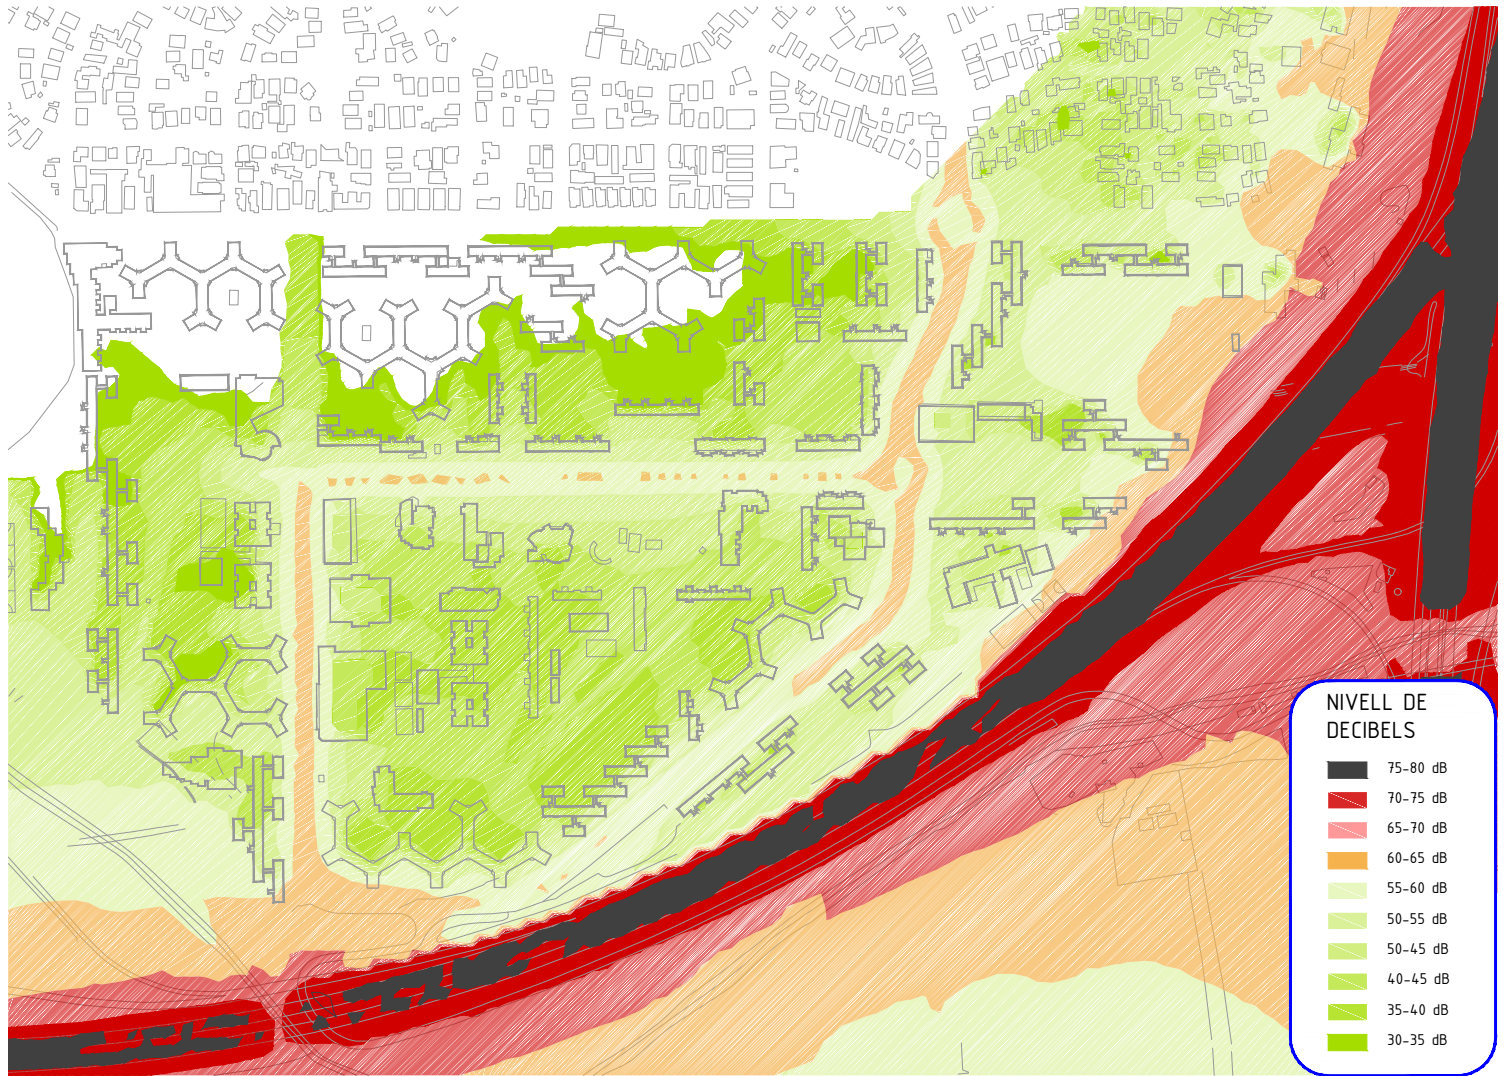 NIVELL DE
DECIBELS
75-80 dB
70-75 dB
65-70 dB
60-65 dB
55-60 dB
50-55 dB
50-45 dB
40-45 dB
35-40 dB
30-35 dB